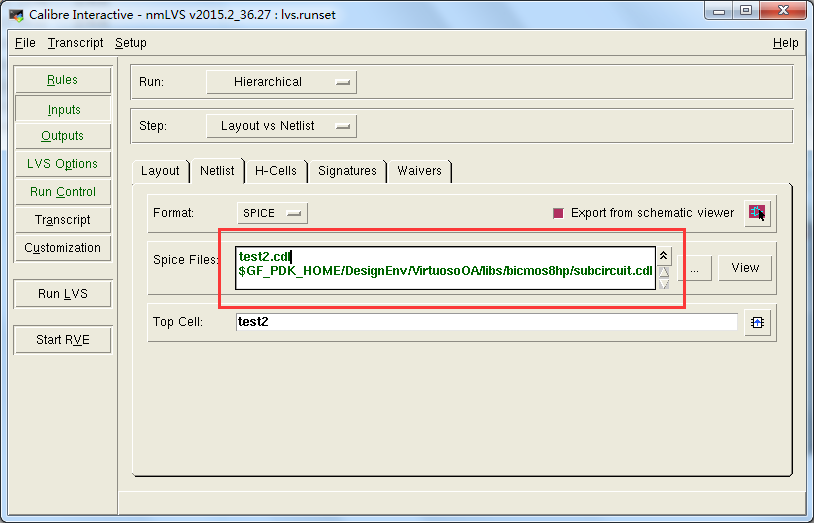 Calibre Interactive - nmLVS v2015.2_36.27 : lvs.runset
File Transcript Setup Help
Rules
Inputs
Outputs
LVS Options
Run Control
Transcript
Customization
Run LVS
Start RVE
Run: Hierarchical
Step: Layout vs Netlist
Layout Netlist H-Cells Signatures Waivers
Format: SPICE Export from schematic viewer
Spice Files: test2.cdl
$GF_PDK_HOME/DesignEnv/VirtuosoOA/libs/bicmos8hp/subcircuit.cdl
... View
Top Cell: test2